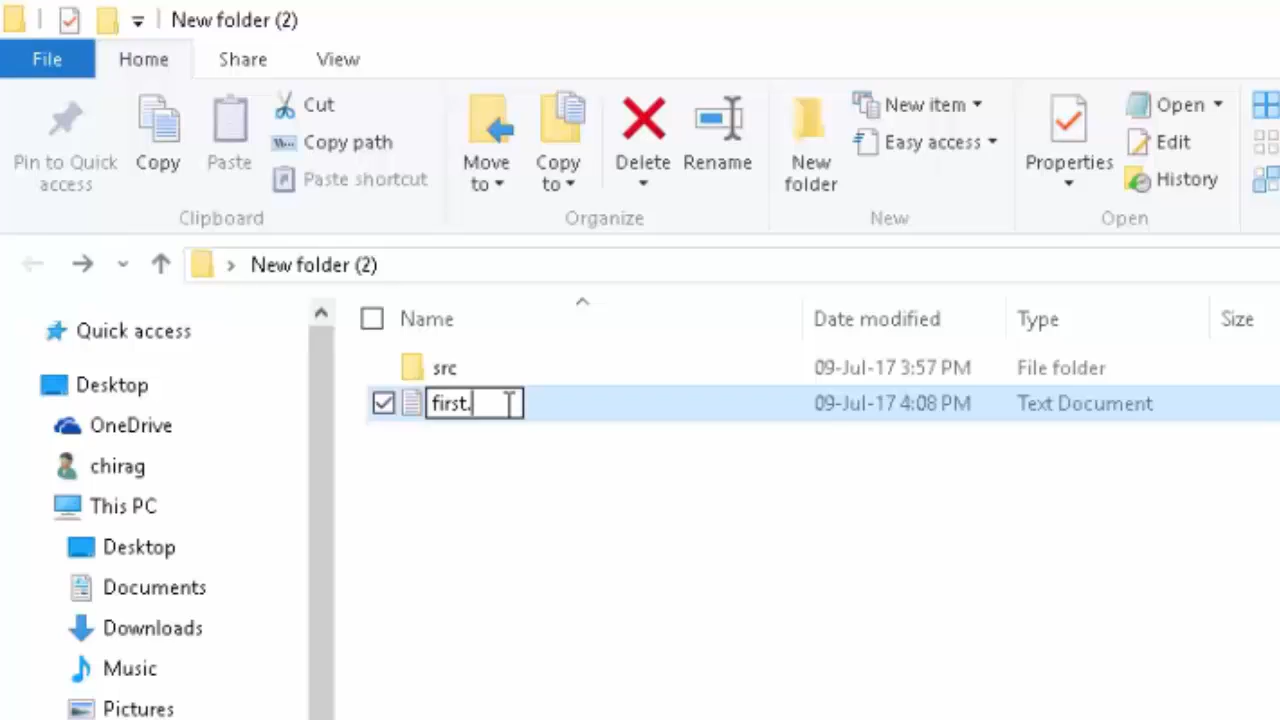 New folder (2)
File Home Share View
Pin to Quick access
Copy
Paste
Cut
Copy path
Paste shortcut
Clipboard
Move to
Copy to
Delete
Rename
Organize
New folder
New item
Easy access
New
Properties
Open
Edit
History
Open
New folder (2)
Quick access
Desktop
OneDrive
chirag
This PC
Desktop
Documents
Downloads
Music
Pictures
Name Date modified Type Size
src 09-Jul-17 3:57 PM File folder
first. 09-Jul-17 4:08 PM Text Document